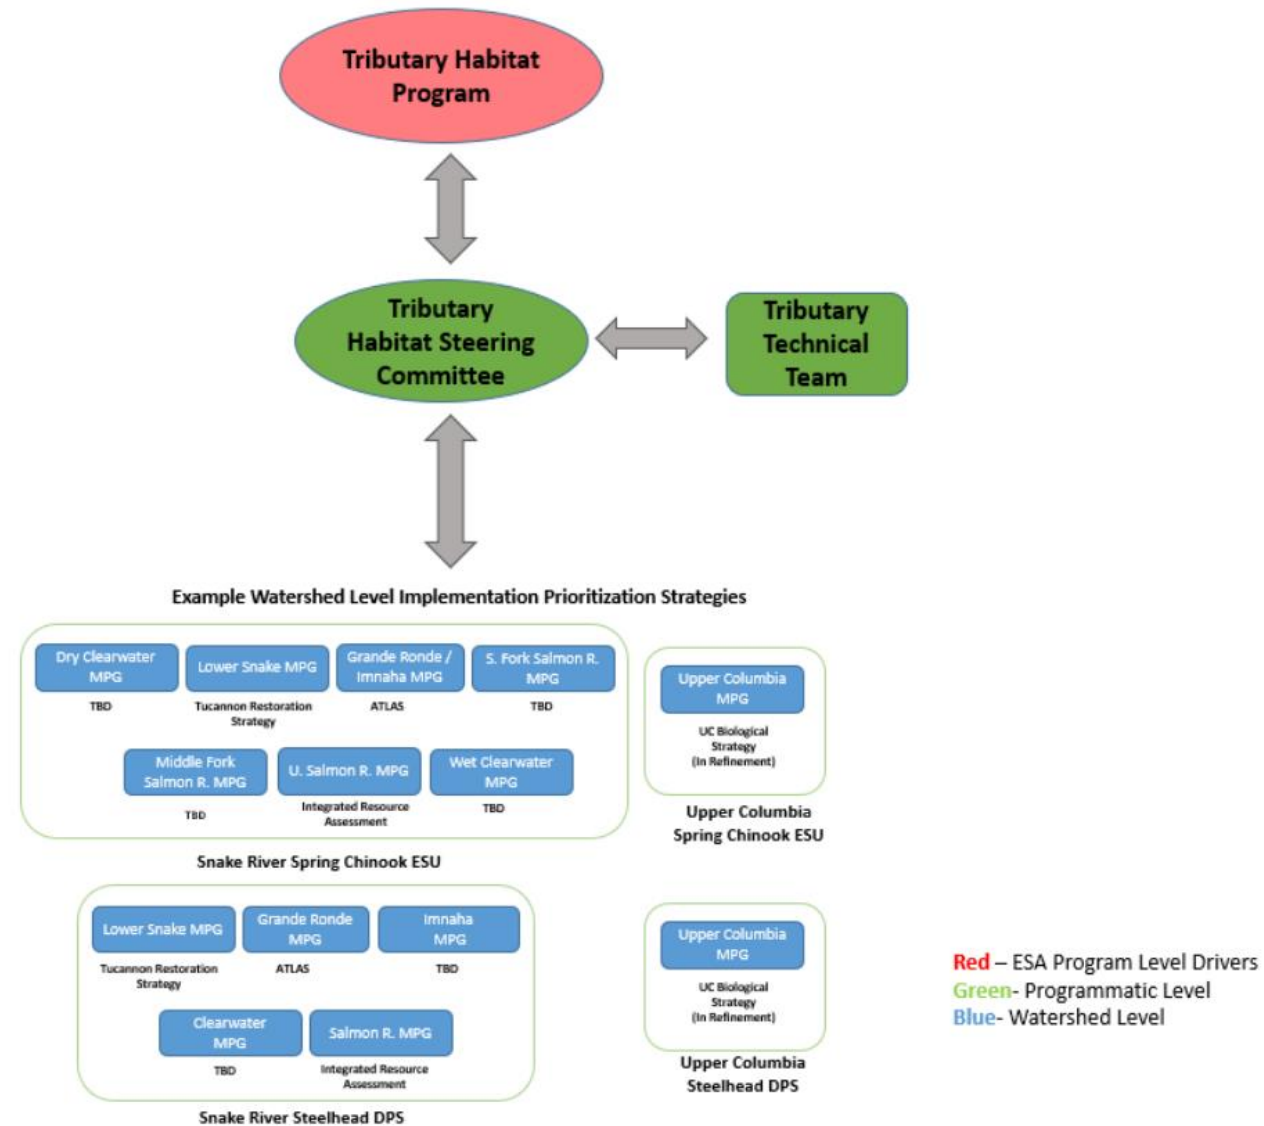 Tributary Habitat
Program
Tributary
Habitat Steering
Committee
Tributary
Technical
Team
Example Watershed Level Implementation Prioritization Strategies
Dry Clearwater
MPG
TBD
Lower Snake MPG
Tucannon Restoration
Strategy
Grande Ronde /
Imnaha MPG
ATLAS
S. Fork Salmon R.
MPG
TBD
Middle Fork
Salmon R. MPG
TBD
U. Salmon R. MPG
Integrated Resource
Assessment
Wet Clearwater
MPG
TBD
Snake River Spring Chinook ESU
Upper Columbia
MPG
UC Biological
Strategy
(In Refinement)
Upper Columbia
Spring Chinook ESU
Lower Snake MPG
Tucannon Restoration
Strategy
Grande Ronde
MPG
ATLAS
Imnaha
MPG
TBD
Clearwater
MPG
TBD
Salmon R. MPG
Integrated Resource
Assessment
Snake River Steelhead DPS
Upper Columbia
MPG
UC Biological
Strategy
(In Refinement)
Upper Columbia
Steelhead DPS
Red – ESA Program Level Drivers
Green- Programmatic Level
Blue- Watershed Level